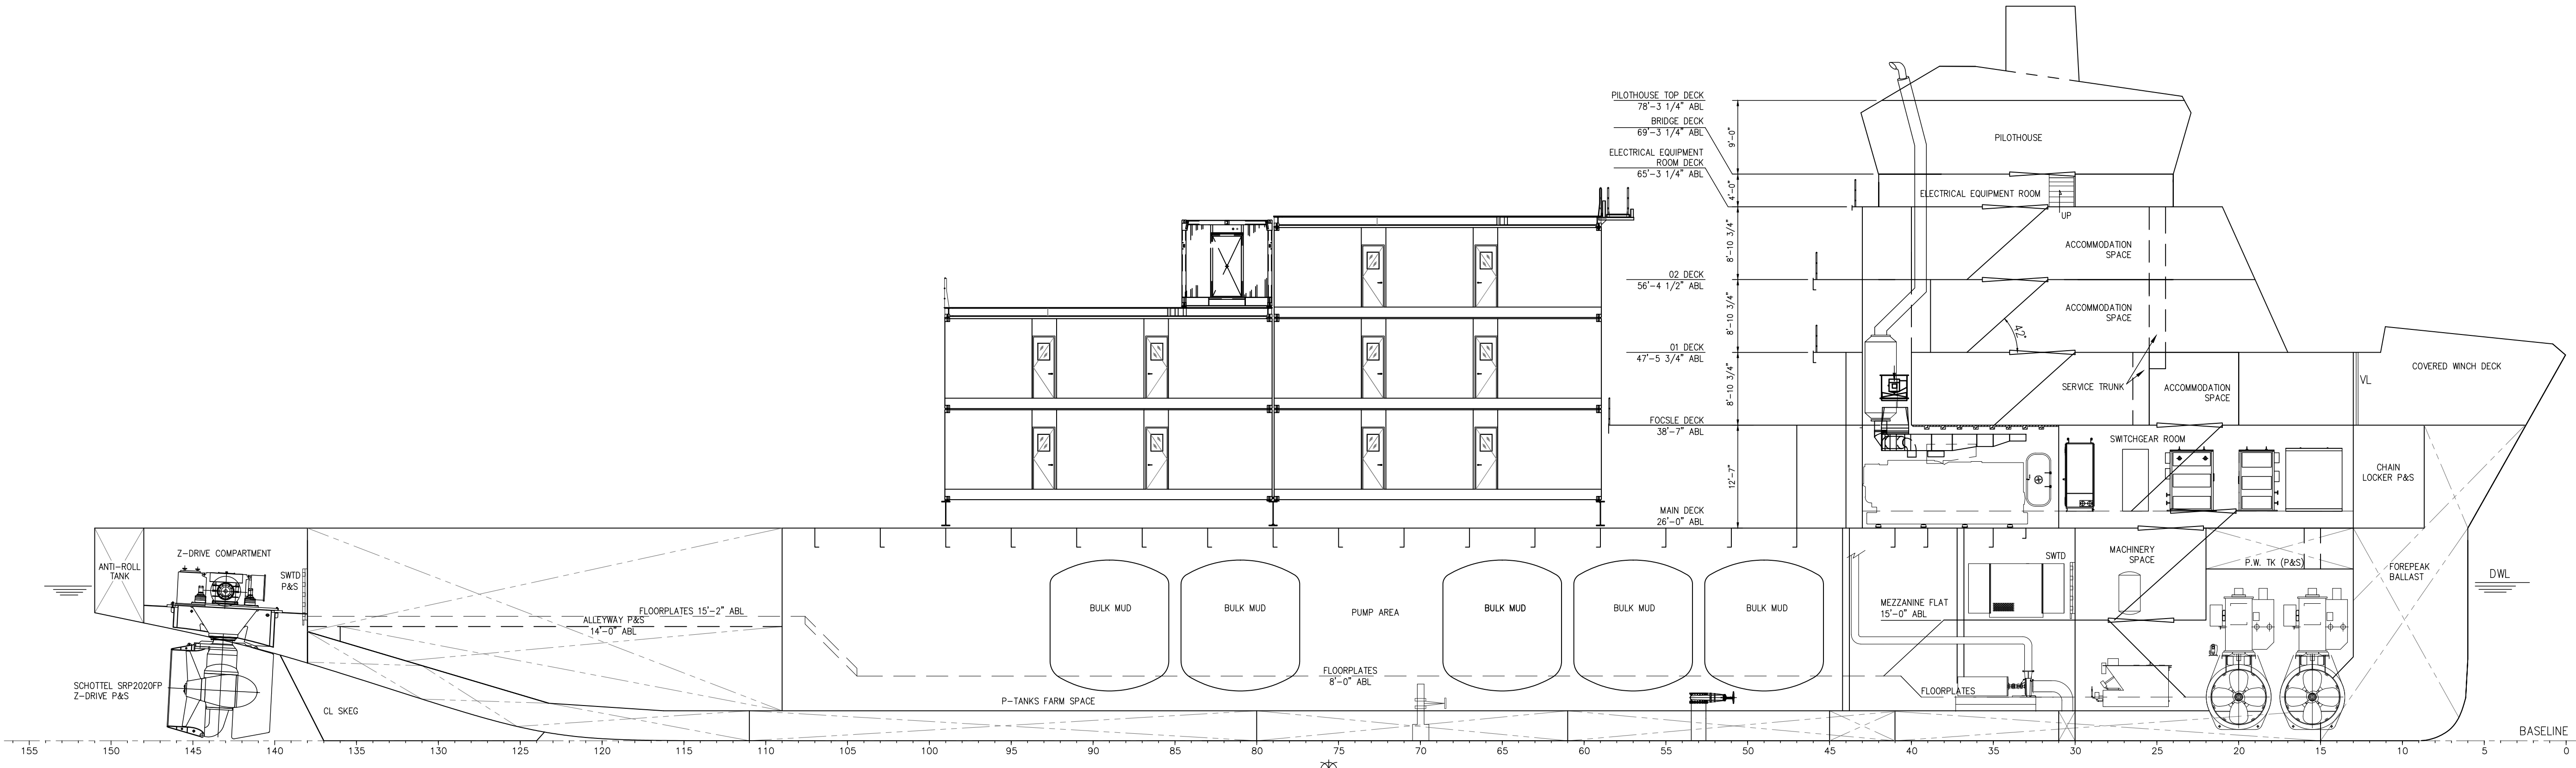 PILOTHOUSE TOP DECK
78'-3 1/4" ABL
BRIDGE DECK
69'-3 1/4" ABL
ELECTRICAL EQUIPMENT
ROOM DECK
65'-3 1/4" ABL
02 DECK
56'-4 1/2" ABL
01 DECK
47'-5 3/4" ABL
FOCSLE DECK
38'-7" ABL
MAIN DECK
26'-0" ABL
9'-0"
4'-0"
8'-10 3/4"
8'-10 3/4"
8'-10 3/4"
12'-7"
PILOTHOUSE
ELECTRICAL EQUIPMENT ROOM
UP
ACCOMMODATION
SPACE
ACCOMMODATION
SPACE
42°
SERVICE TRUNK
ACCOMMODATION
SPACE
VL
COVERED WINCH DECK
SWITCHGEAR ROOM
CHAIN
LOCKER P&S
Z-DRIVE COMPARTMENT
ANTI-ROLL
TANK
SWTD
P&S
FLOORPLATES 15'-2" ABL
ALLEYWAY P&S
14'-0" ABL
BULK MUD
BULK MUD
PUMP AREA
BULK MUD
BULK MUD
BULK MUD
FLOORPLATES
8'-0" ABL
P-TANKS FARM SPACE
MEZZANINE FLAT
15'-0" ABL
FLOORPLATES
SWTD
MACHINERY
SPACE
P.W. TK (P&S)
FOREPEAK
BALLAST
DWL
SCHOTTEL SRP2020FP
Z-DRIVE P&S
CL SKEG
BASELINE
155 150 145 140 135 130 125 120 115 110 105 100 95 90 85 80 75 70 65 60 55 50 45 40 35 30 25 20 15 10 5 0